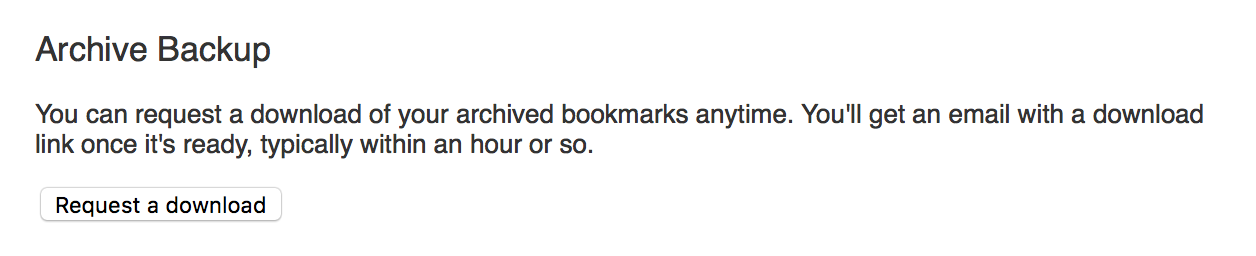 Archive Backup
You can request a download of your archived bookmarks anytime. You'll get an email with a download
link once it's ready, typically within an hour or so.
Request a download